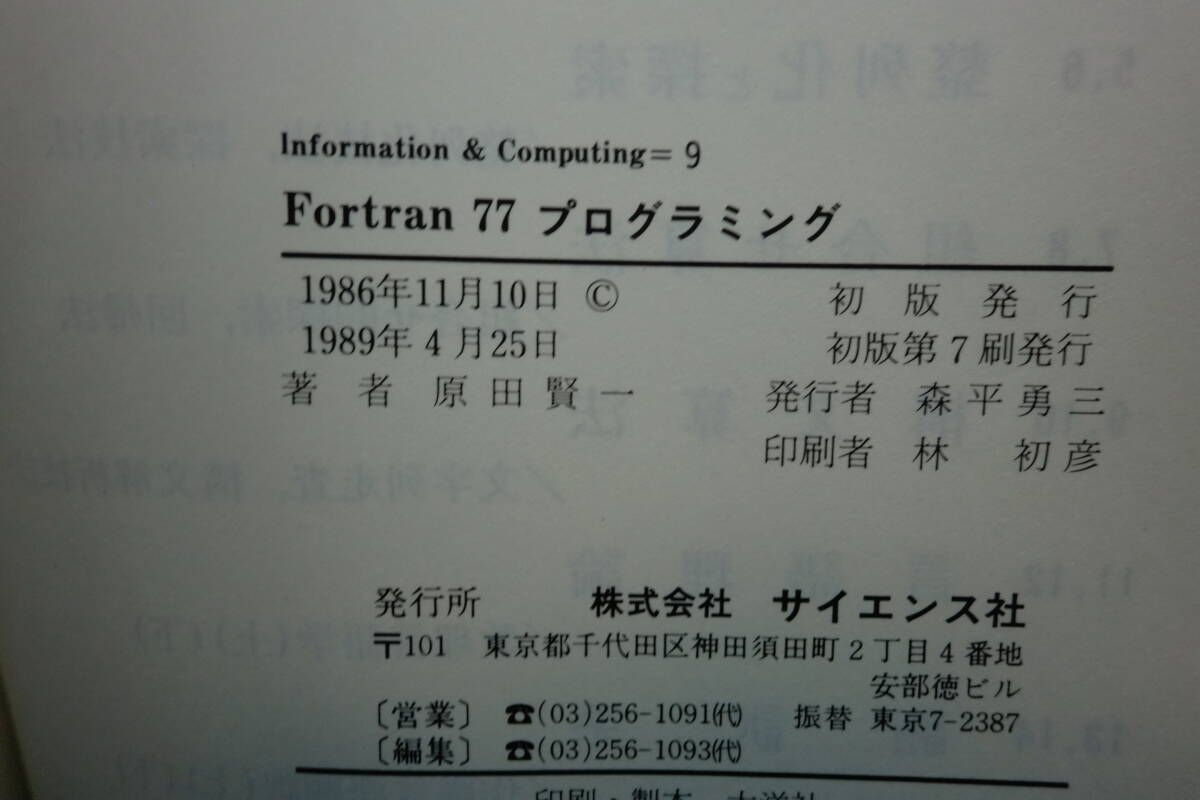 Information & Computing= 9
Fortran 77 プログラミング
1986年11月10日 © 初版発行
1989年4月25日 初版第7刷発行
著者 原田賢一 発行者 森平勇三
印刷者 林 初彦
発行所 株式会社 サイエンス社
〒101 東京都千代田区神田須田町2丁目4番地
安部徳ビル
〔営業〕 ☎(03)256-1091(代) 振替 東京7-2387
〔編集〕 ☎(03)256-1093(代)